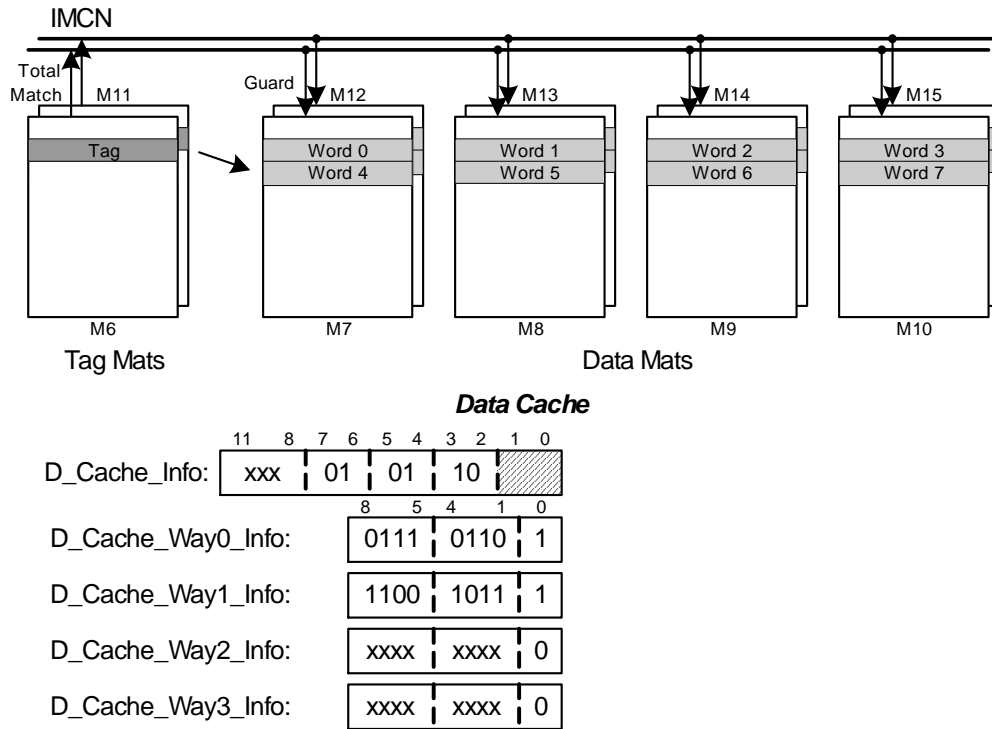 IMCN
Total
Match
M11
Guard
M12
M13
M14
M15
Tag
Word 0
Word 1
Word 2
Word 3
Word 4
Word 5
Word 6
Word 7
M6
M7
M8
M9
M10
Tag Mats
Data Mats
Data Cache
11 8 7 6 5 4 3 2 1 0
D_Cache_Info: xxx 01 01 10
8 5 4 1 0
D_Cache_Way0_Info: 0111 0110 1
D_Cache_Way1_Info: 1100 1011 1
D_Cache_Way2_Info: xxxx xxxx 0
D_Cache_Way3_Info: xxxx xxxx 0